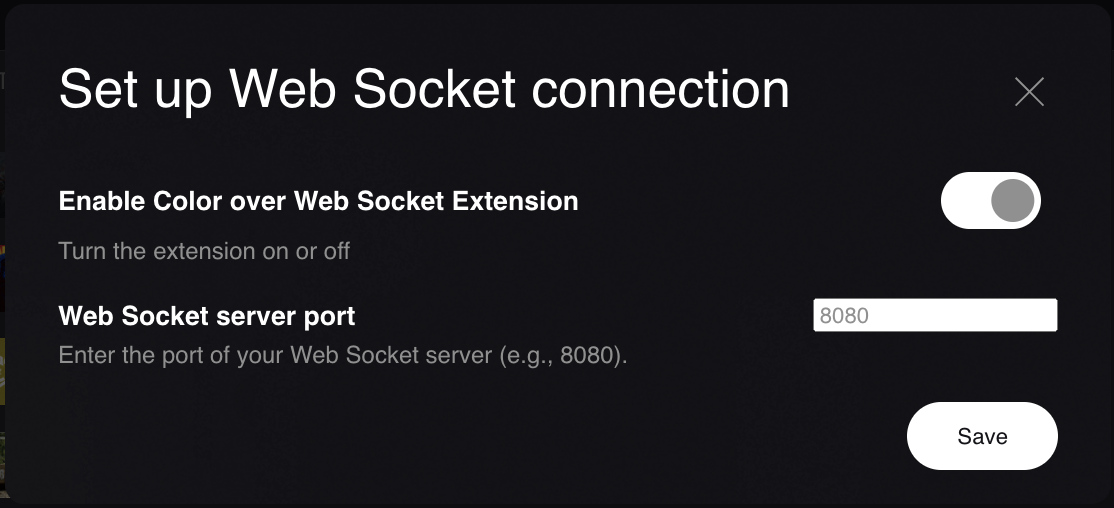 Set up Web Socket connection
Enable Color over Web Socket Extension
Turn the extension on or off
Web Socket server port
8080
Enter the port of your Web Socket server (e.g., 8080).
Save